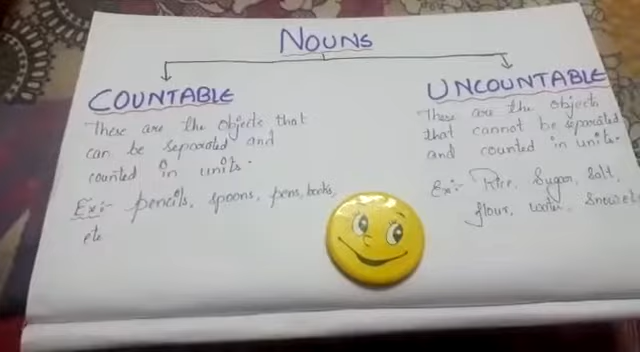 NOUNS
COUNTABLE
These are the objects that
can be separated and
counted in units.
Ex:- pencils, spoons, pens, books,
etc
UNCOUNTABLE
These are the objects
that cannot be separated
and counted in units.
Ex:- Rice, Sugar, Salt,
flour, water, Snow etc